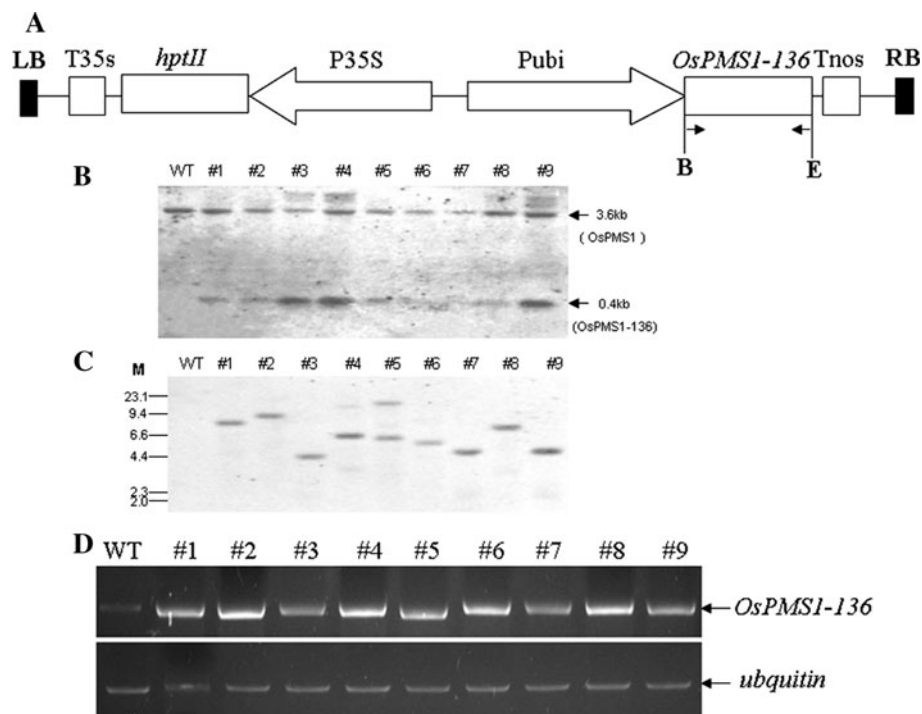 A
LB T35s hptII P35S Pubi OsPMS1-136 Tnos RB
B E
B
WT #1 #2 #3 #4 #5 #6 #7 #8 #9
3.6kb
( OsPMS1 )
0.4kb
(OsPMS1-136)
C
M WT #1 #2 #3 #4 #5 #6 #7 #8 #9
23.1
9.4
6.6
4.4
2.3
2.0
D
WT #1 #2 #3 #4 #5 #6 #7 #8 #9
OsPMS1-136
ubquitin